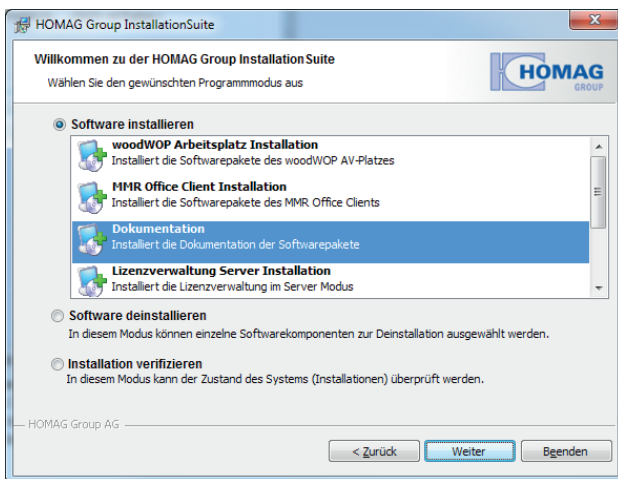 HOMAG Group InstallationSuite
Willkommen zu der HOMAG Group InstallationSuite
Wählen Sie den gewünschten Programmmodus aus
HOMAG
GROUP
Software installieren
woodWOP Arbeitsplatz Installation
Installiert die Softwarepakete des woodWOP AV-Platzes
MMR Office Client Installation
Installiert die Softwarepakete des MMR Office Clients
Dokumentation
Installiert die Dokumentation der Softwarepakete
Lizenzverwaltung Server Installation
Installiert die Lizenzverwaltung im Server Modus
Software deinstallieren
In diesem Modus können einzelne Softwarekomponenten zur Deinstallation ausgewählt werden.
Installation verifizieren
In diesem Modus kann der Zustand des Systems (Installationen) überprüft werden.
HOMAG Group AG
< Zurück Weiter Beenden